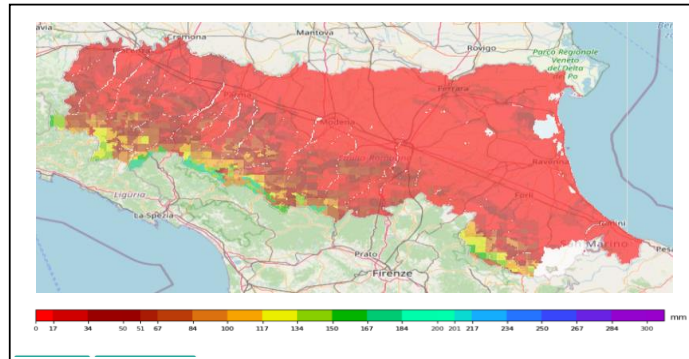 Cremona
Mantova
Rovigo
Parco Regionale
Veneto
del Delta
del Po
Modena
Ferrara
Ravenna
Liguria
La Spezia
Forlì
San Marino
Prato
Firenze
mm
0 17 34 50 51 67 84 100 117 134 150 167 184 200 201 217 234 250 267 284 300